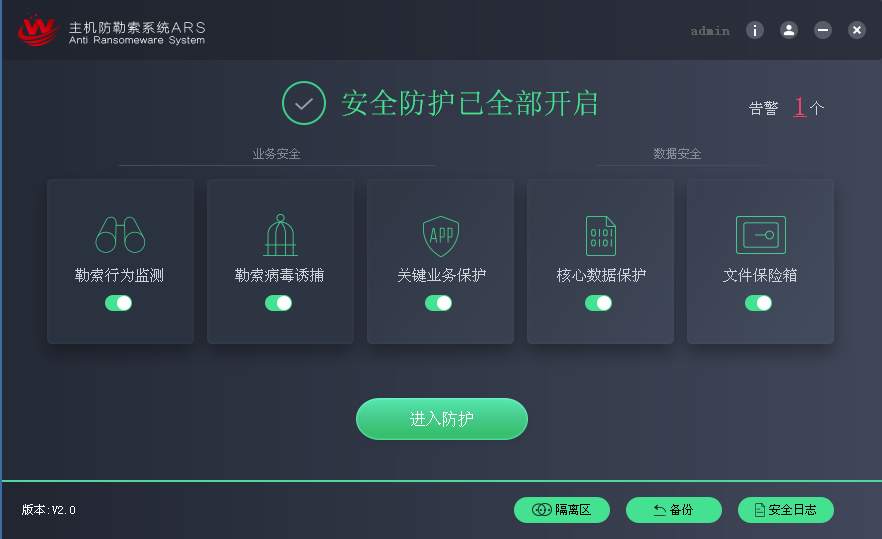 主机防勒索系统ARS
Anti Ransomeware System
admin
安全防护已全部开启
告警 1个
业务安全
数据安全
APP
0101
0101
勒索行为监测
勒索病毒诱捕
关键业务保护
核心数据保护
文件保险箱
进入防护
版本:V2.0
隔离区
备份
安全日志